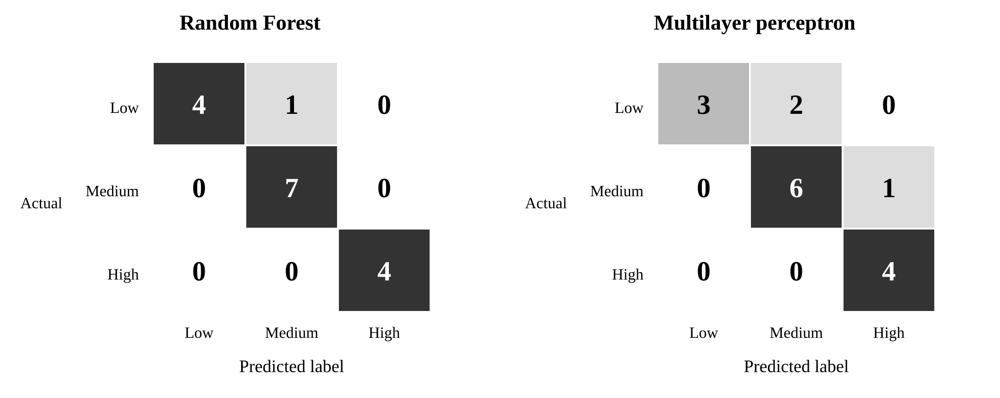 Random Forest
Low 4 1 0
Medium 0 7 0
Actual
High 0 0 4
Low Medium High
Predicted label
Multilayer perceptron
Low 3 2 0
Medium 0 6 1
Actual
High 0 0 4
Low Medium High
Predicted label